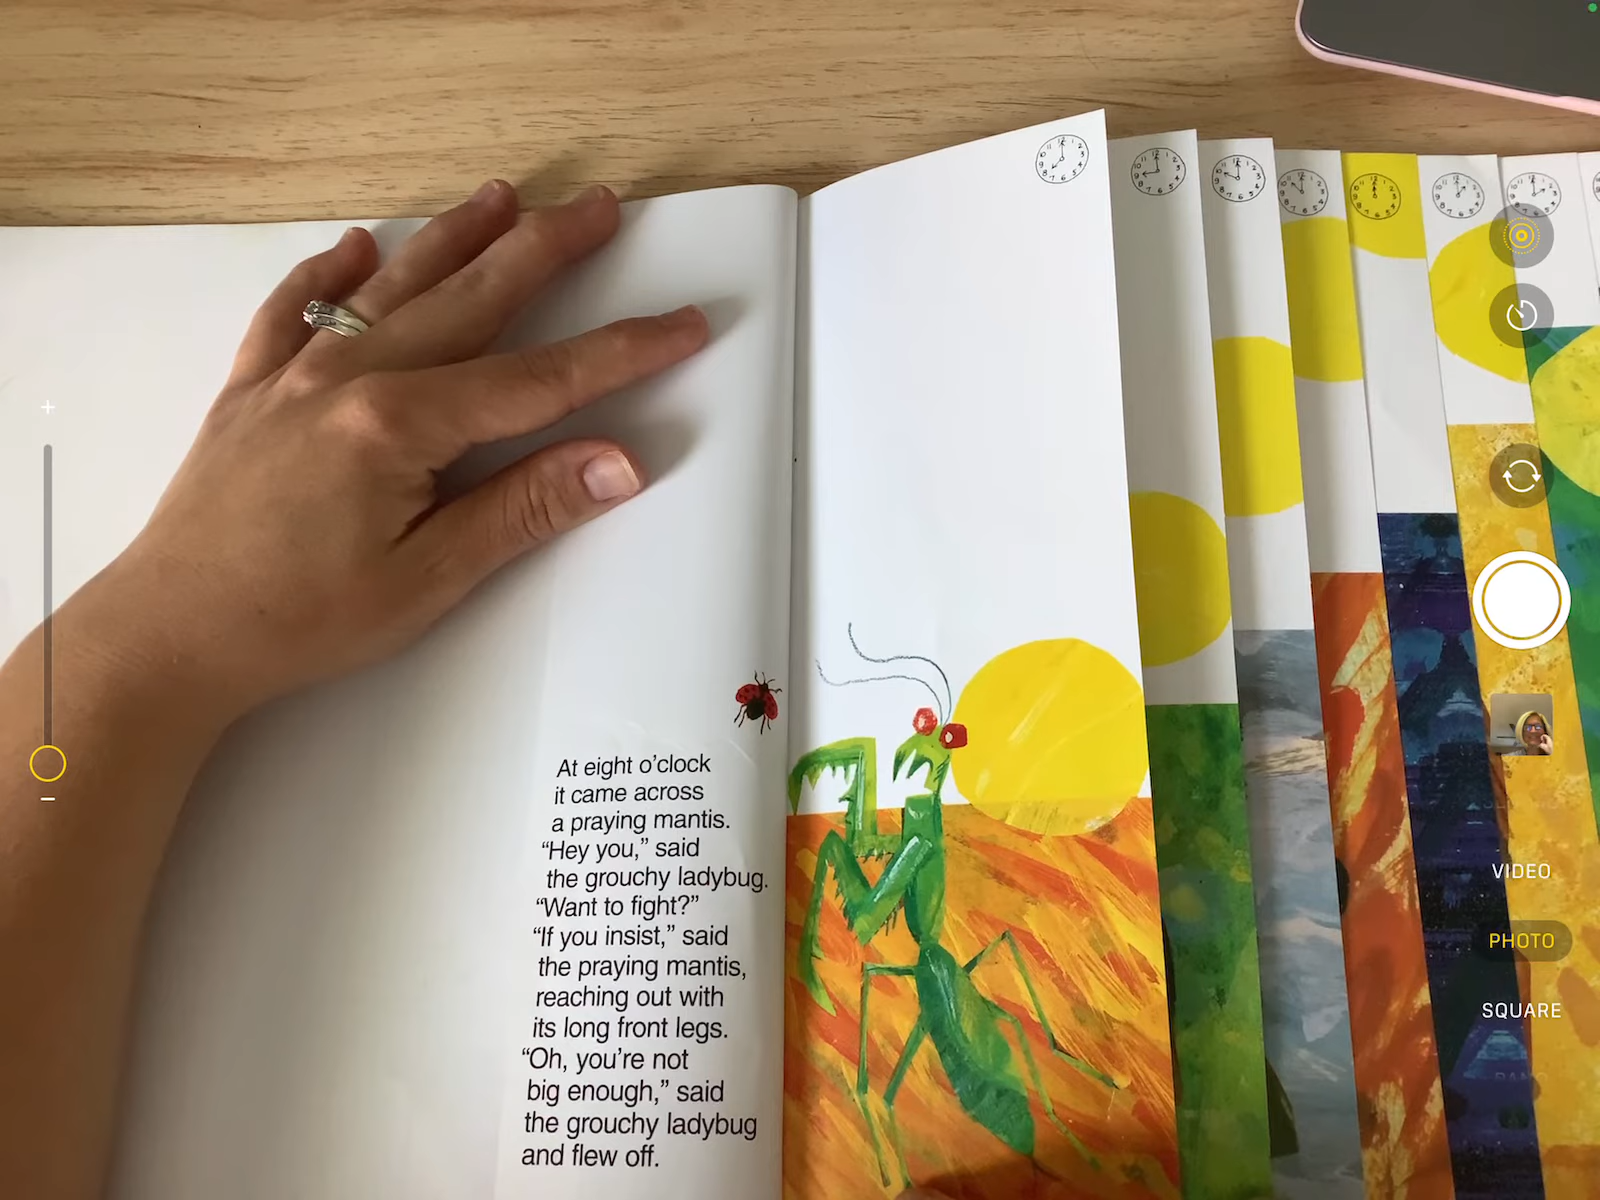 At eight o’clock
it came across
a praying mantis.
“Hey you,” said
the grouchy ladybug.
“Want to fight?”
“If you insist,” said
the praying mantis,
reaching out with
its long front legs.
“Oh, you’re not
big enough,” said
the grouchy ladybug
and flew off.
VIDEO
PHOTO
SQUARE